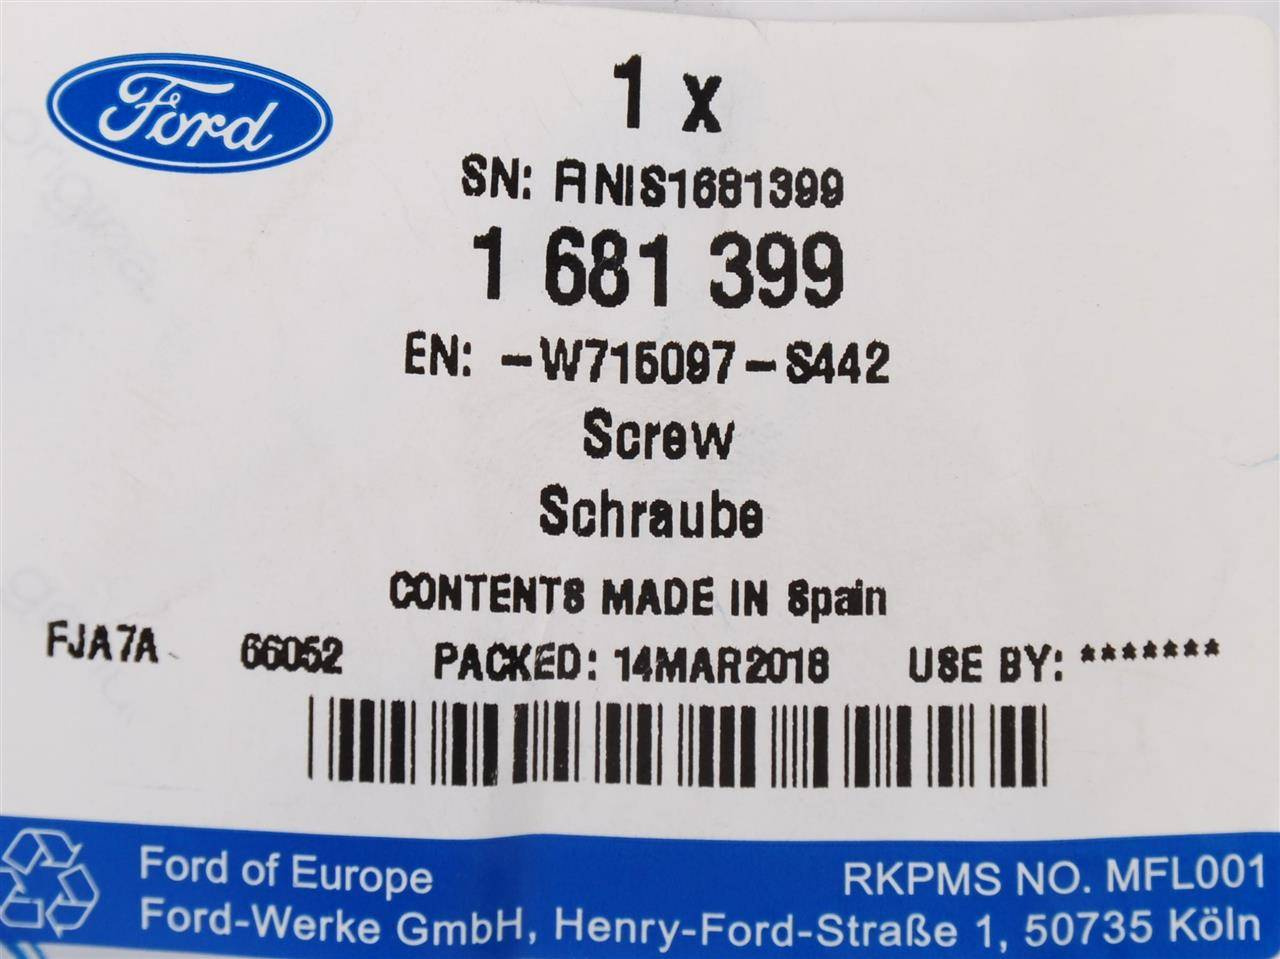 Ford
1 x
SN: RNIS1681399
1 681 399
EN: -W715097-S442
Screw
Schraube
CONTENTS MADE IN Spain
FJA7A 66052 PACKED: 14MAR2018 USE BY: *******
Ford of Europe RKPMS NO. MFL001
Ford-Werke GmbH, Henry-Ford-Straße 1, 50735 Köln